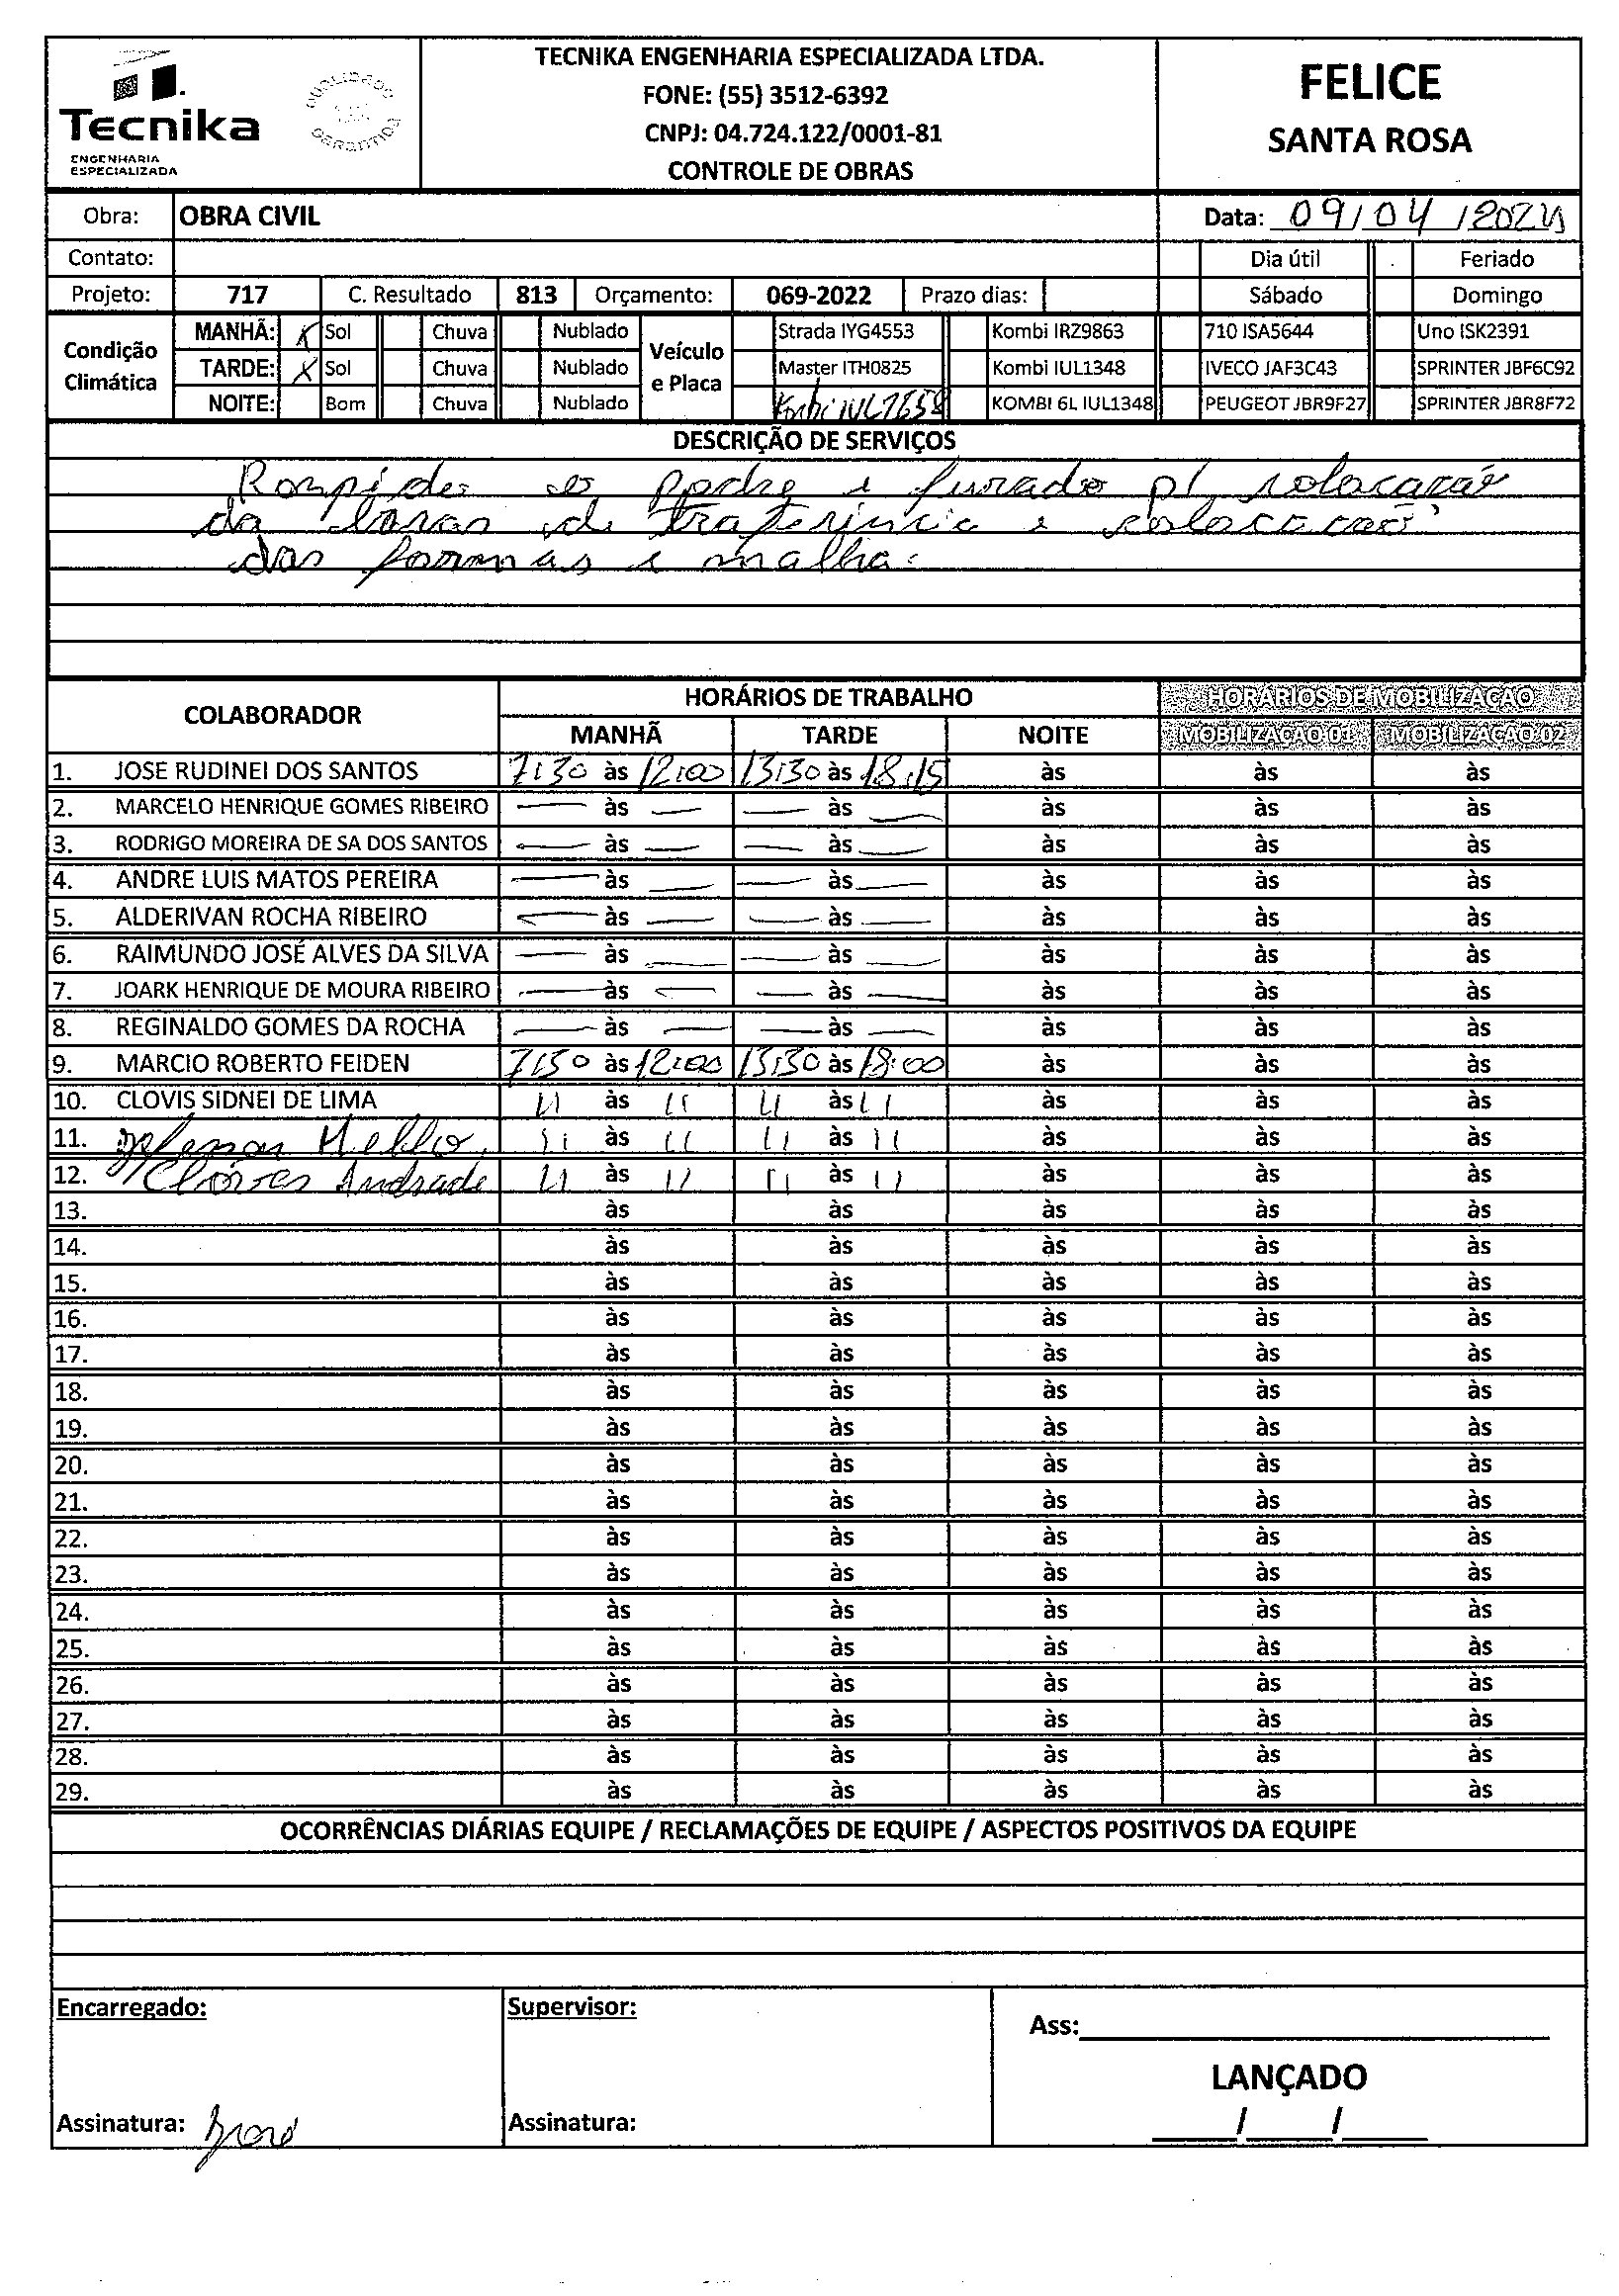 Tecnika
ENGENHARIA
ESPECIALIZADA
QUALIDADE
GARANTIDA
TECNIKA ENGENHARIA ESPECIALIZADA LTDA.
FONE: (55) 3512-6392
CNPJ: 04.724.122/0001-81
CONTROLE DE OBRAS
FELICE
SANTA ROSA
Obra: OBRA CIVIL Data: 09/04/2024
Contato: Dia útil Feriado
Projeto: 717 C. Resultado 813 Orçamento: 069-2022 Prazo dias: Sábado Domingo
Condição Climática
MANHÃ: X Sol Chuva Nublado
TARDE: X Sol Chuva Nublado
NOITE: Bom Chuva Nublado
Veículo e Placa
Strada IYG4553 Kombi IRZ9863 710 ISA5644 Uno ISK2391
Master ITH0825 Kombi IUL1348 IVECO JAF3C43 SPRINTER JBF6C92
Kombi IUL7658 KOMBI 6L IUL1348 PEUGEOT JBR9F27 SPRINTER JBR8F72
DESCRIÇÃO DE SERVIÇOS
Rompido e furado p/ colocação
da de e colocação
das formas e malha.
COLABORADOR HORÁRIOS DE TRABALHO HORÁRIOS DE MOBILIZAÇÃO
MANHÃ TARDE NOITE MOBILIZAÇÃO 01 MOBILIZAÇÃO 02
1. JOSE RUDINEI DOS SANTOS 7:30 às 12:00 13:30 às 18:15 às às às
2. MARCELO HENRIQUE GOMES RIBEIRO — às — — às — às às às
3. RODRIGO MOREIRA DE SA DOS SANTOS — às — — às — às às às
4. ANDRE LUIS MATOS PEREIRA — às — — às — às às às
5. ALDERIVAN ROCHA RIBEIRO — às — — às — às às às
6. RAIMUNDO JOSÉ ALVES DA SILVA — às — — às — às às às
7. JOARK HENRIQUE DE MOURA RIBEIRO — às — — às — às às às
8. REGINALDO GOMES DA ROCHA — às — — às — às às às
9. MARCIO ROBERTO FEIDEN 7:30 às 12:00 13:30 às 18:00 às às às
10. CLOVIS SIDNEI DE LIMA '' às '' '' às '' às às às
11. Mello '' às '' '' às '' às às às
12. Clóves Andrade '' às '' '' às '' às às às
13. às às às às às
14. às às às às às
15. às às às às às
16. às às às às às
17. às às às às às
18. às às às às às
19. às às às às às
20. às às às às às
21. às às às às às
22. às às às às às
23. às às às às às
24. às às às às às
25. às às às às às
26. às às às às às
27. às às às às às
28. às às às às às
29. às às às às às
OCORRÊNCIAS DIÁRIAS EQUIPE / RECLAMAÇÕES DE EQUIPE / ASPECTOS POSITIVOS DA EQUIPE
Encarregado: Supervisor:
Ass:
LANÇADO
Assinatura: José Assinatura:
___/___/___